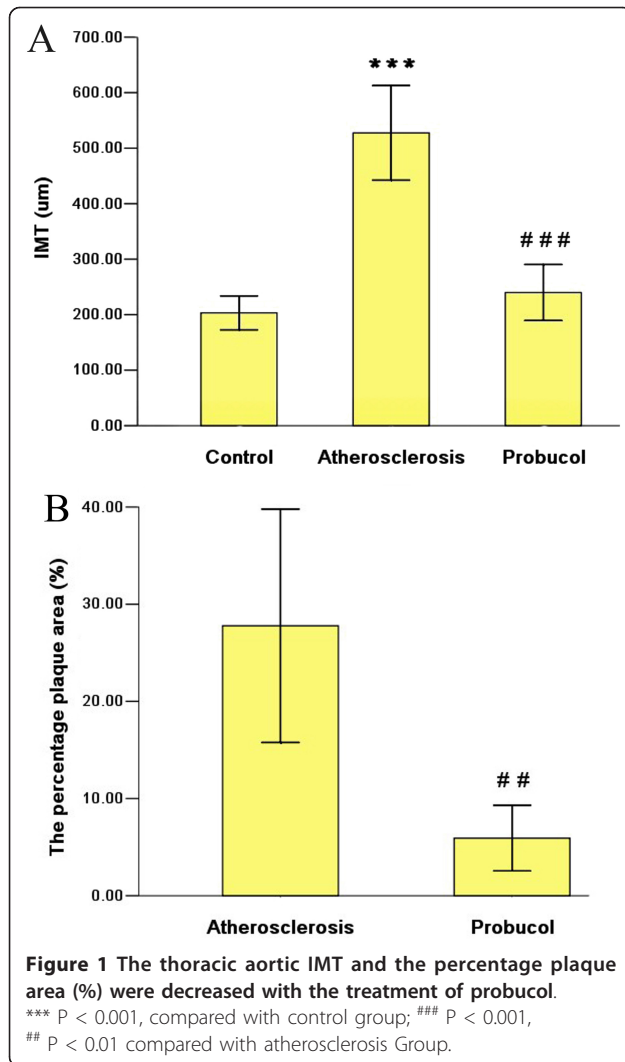 A
700.00
600.00
500.00
400.00
300.00
200.00
100.00
0.00
IMT (um)
***
###
Control Atherosclerosis Probucol
B
40.00
30.00
20.00
10.00
0.00
The percentage plaque area (%)
##
Atherosclerosis Probucol
Figure 1 The thoracic aortic IMT and the percentage plaque
area (%) were decreased with the treatment of probucol.
*** P < 0.001, compared with control group; ### P < 0.001,
## P < 0.01 compared with atherosclerosis Group.